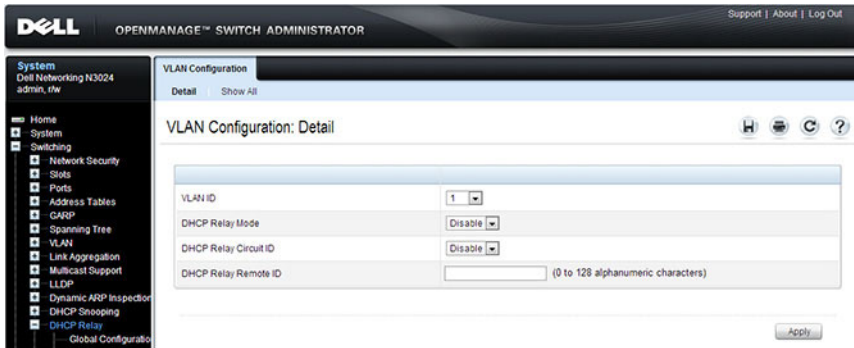 Support | About | Log Out
DELL OPENMANAGE™ SWITCH ADMINISTRATOR
System
Dell Networking N3024
admin, r/w
Home
System
Switching
Network Security
Slots
Ports
Address Tables
GARP
Spanning Tree
VLAN
Link Aggregation
Multicast Support
LLDP
Dynamic ARP Inspection
DHCP Snooping
DHCP Relay
Global Configuratio
VLAN Configuration
Detail Show All
VLAN Configuration: Detail
H C ?
VLAN ID 1
DHCP Relay Mode Disable
DHCP Relay Circuit ID Disable
DHCP Relay Remote ID (0 to 128 alphanumeric characters)
Apply